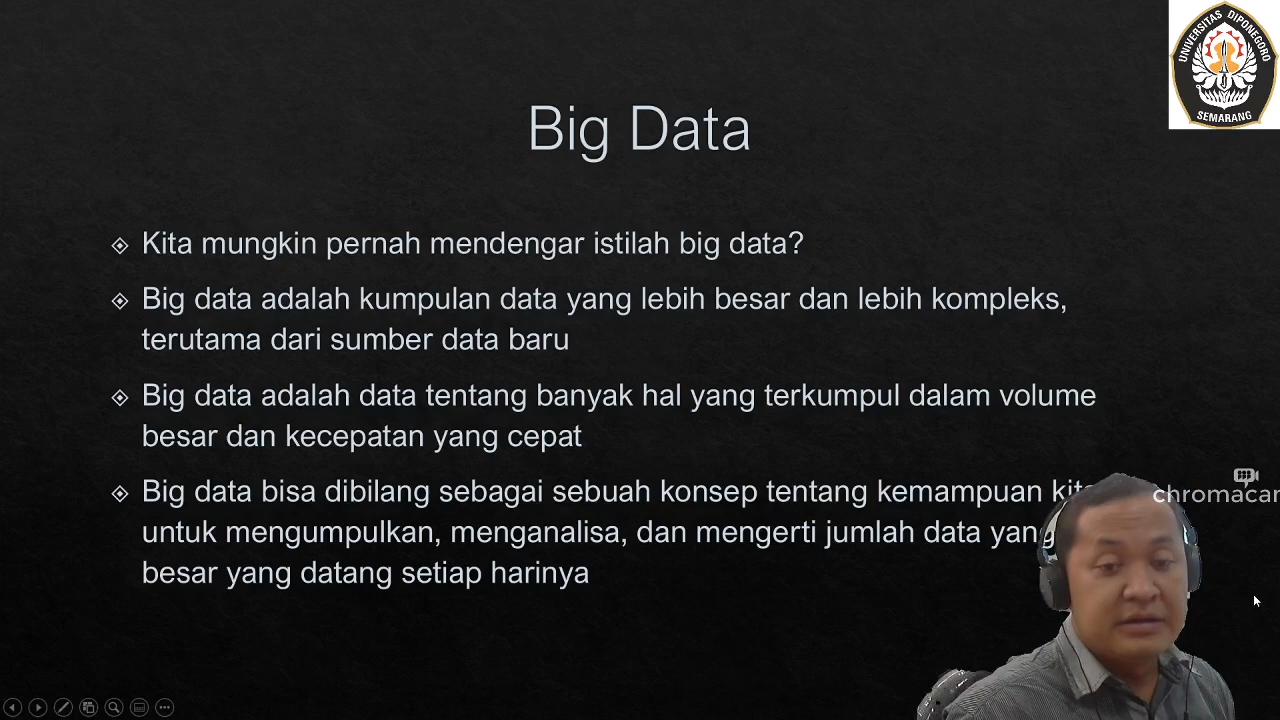 UNIVERSITAS DIPONEGORO
SEMARANG
Big Data
Kita mungkin pernah mendengar istilah big data?
Big data adalah kumpulan data yang lebih besar dan lebih kompleks,
terutama dari sumber data baru
Big data adalah data tentang banyak hal yang terkumpul dalam volume
besar dan kecepatan yang cepat
Big data bisa dibilang sebagai sebuah konsep tentang kemampuan
untuk mengumpulkan, menganalisa, dan mengerti jumlah data yang
besar yang datang setiap harinya
chromacam